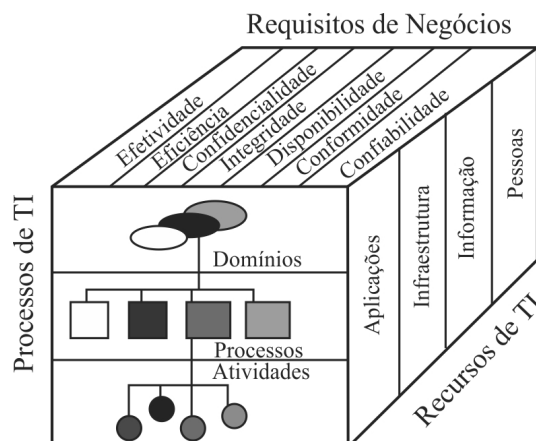 Requisitos de Negócios
Efetividade
Eficiência
Confidencialidade
Integridade
Disponibilidade
Conformidade
Confiabilidade
Processos de TI
Domínios
Processos
Atividades
Aplicações
Infraestrutura
Informação
Pessoas
Recursos de TI